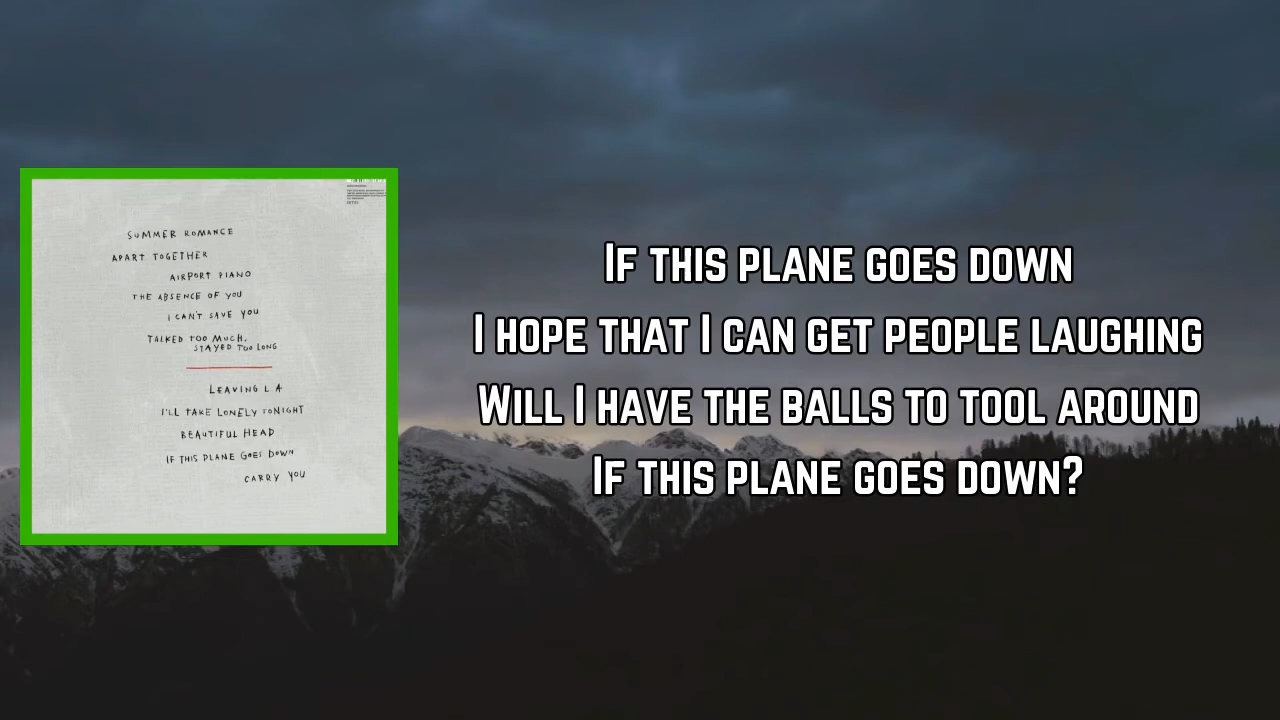 SUMMER ROMANCE
APART TOGETHER
AIRPORT PIANO
THE ABSENCE OF YOU
I CAN'T SAVE YOU
TALKED TOO MUCH,
STAYED TOO LONG
LEAVING LA
I'LL TAKE LONELY TONIGHT
BEAUTIFUL HEAD
IF THIS PLANE GOES DOWN
CARRY YOU
If this plane goes down
I hope that I can get people laughing
Will I have the balls to tool around
If this plane goes down?